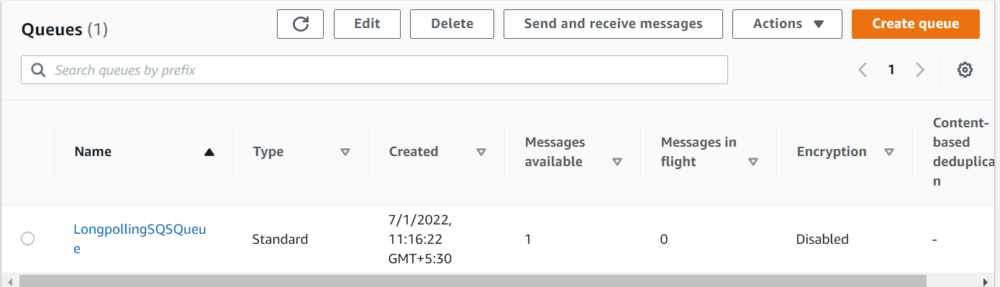 Queues (1)
Edit
Delete
Send and receive messages
Actions
Create queue
Search queues by prefix
1
Name
Type
Created
Messages
available
Messages in
flight
Encryption
Content-
based
deduplica
n
LongpollingSQSQueu
e
Standard
7/1/2022,
11:16:22
GMT+5:30
1
0
Disabled
-